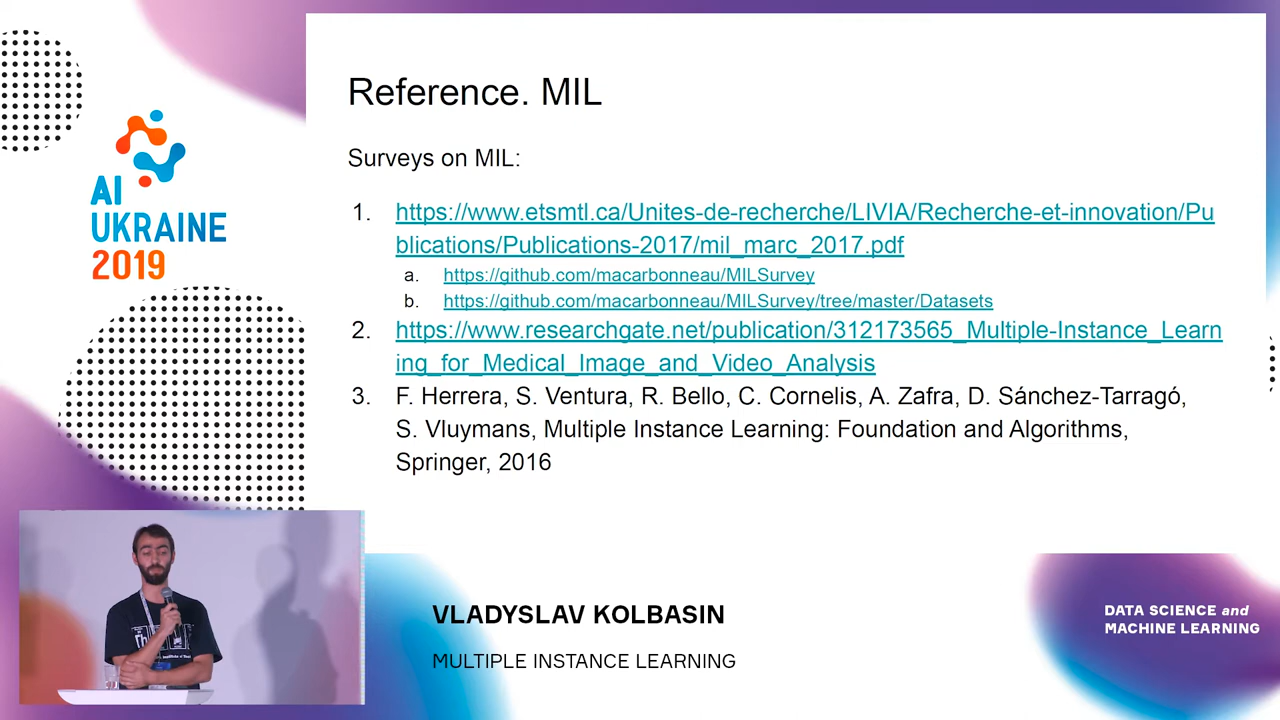 Reference. MIL
Surveys on MIL:
1. https://www.etsmtl.ca/Unites-de-recherche/LIVIA/Recherche-et-innovation/Pu
blications/Publications-2017/mil_marc_2017.pdf
a. https://github.com/macarbonneau/MILSurvey
b. https://github.com/macarbonneau/MILSurvey/tree/master/Datasets
2. https://www.researchgate.net/publication/312173565_Multiple-Instance_Learn
ing_for_Medical_Image_and_Video_Analysis
3. F. Herrera, S. Ventura, R. Bello, C. Cornelis, A. Zafra, D. Sánchez-Tarragó,
S. Vluymans, Multiple Instance Learning: Foundation and Algorithms,
Springer, 2016
AI
UKRAINE
2019
VLADYSLAV KOLBASIN
MULTIPLE INSTANCE LEARNING
DATA SCIENCE and
MACHINE LEARNING